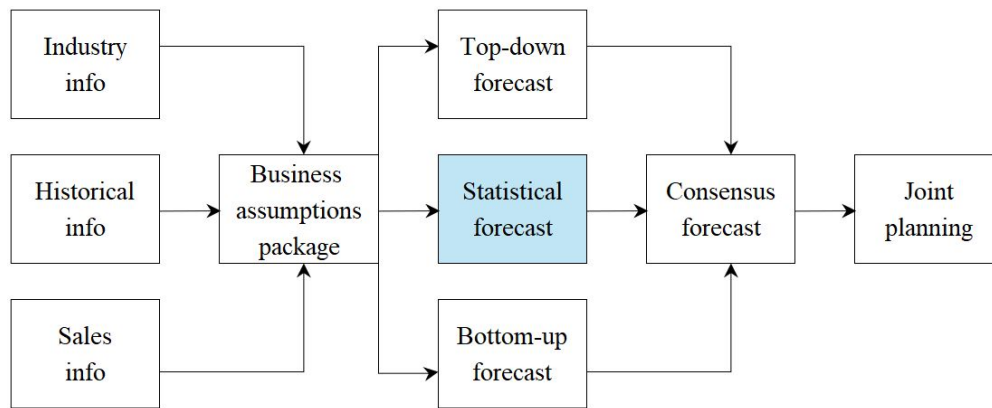 Industry
info
Top-down
forecast
Historical
info
Business
assumptions
package
Statistical
forecast
Consensus
forecast
Joint
planning
Sales
info
Bottom-up
forecast